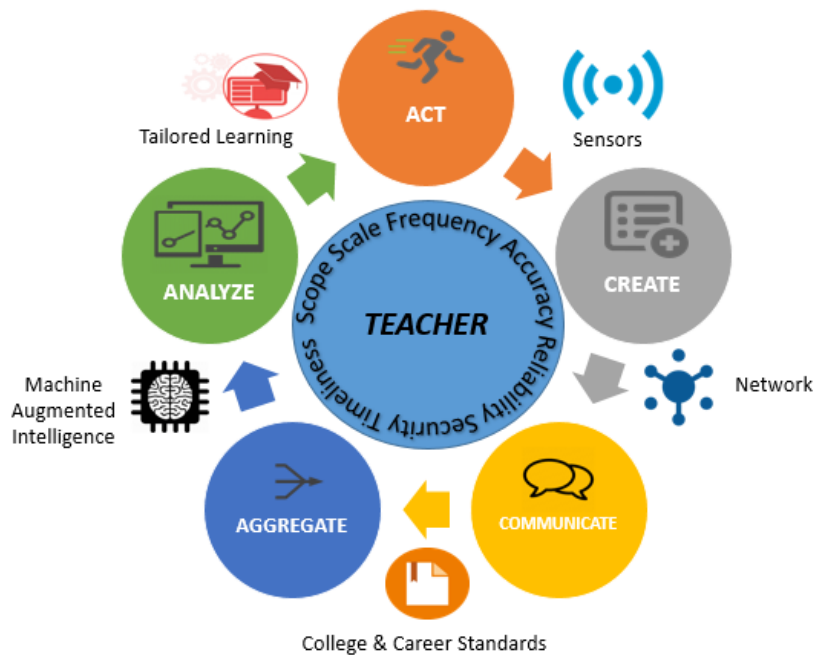 ACT
Tailored Learning
Sensors
ANALYZE
CREATE
Scope Scale Frequency Accuracy Reliability Security Timeliness
TEACHER
Machine
Augmented
Intelligence
Network
AGGREGATE
COMMUNICATE
College & Career Standards